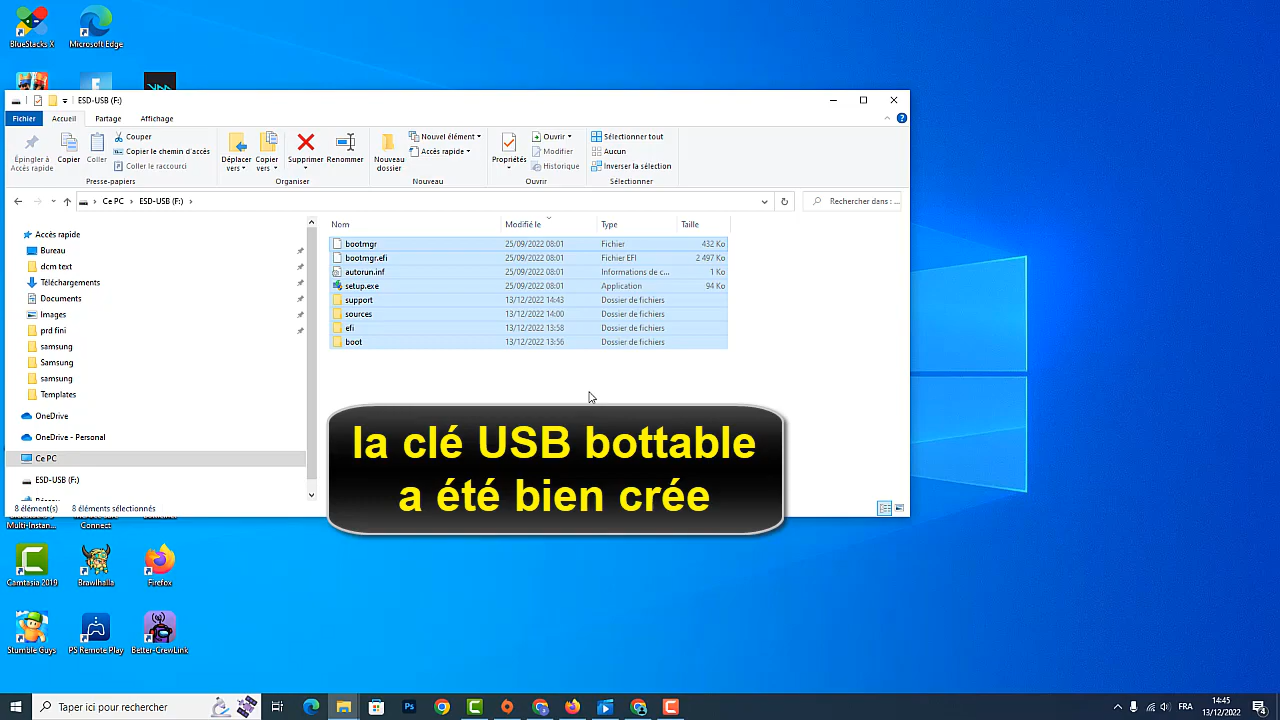 BlueStacks X
Microsoft Edge
ESD-USB (F:)
Fichier
Accueil
Partage
Affichage
Épingler à
Accès rapide
Copier
Coller
Couper
Copier le chemin d'accès
Coller le raccourci
Presse-papiers
Déplacer
vers
Copier
vers
Supprimer
Renommer
Organiser
Nouveau
dossier
Nouvel élément
Accès rapide
Nouveau
Propriétés
Ouvrir
Modifier
Historique
Ouvrir
Sélectionner tout
Aucun
Inverser la sélection
Sélectionner
Ce PC > ESD-USB (F:) >
Rechercher dans : ...
Accès rapide
Bureau
dcm text
Téléchargements
Documents
Images
prd fini
samsung
Samsung
samsung
Templates
OneDrive
OneDrive - Personal
Ce PC
ESD-USB (F:)
Réseau
Nom Modifié le Type Taille
bootmgr 25/09/2022 08:01 Fichier 432 Ko
bootmgr.efi 25/09/2022 08:01 Fichier EFI 2 497 Ko
autorun.inf 25/09/2022 08:01 Informations de c... 1 Ko
setup.exe 25/09/2022 08:01 Application 94 Ko
support 13/12/2022 14:43 Dossier de fichiers
sources 13/12/2022 14:00 Dossier de fichiers
efi 13/12/2022 13:58 Dossier de fichiers
boot 13/12/2022 13:56 Dossier de fichiers
la clé USB bottable
a été bien crée
8 élément(s) 8 éléments sélectionnés
Multi-Instan...
Connect
Camtasia 2019
Brawlhalla
Firefox
Stumble Guys
PS Remote Play
Better-CrewLink
Taper ici pour rechercher
Ps
FRA
14:45
13/12/2022